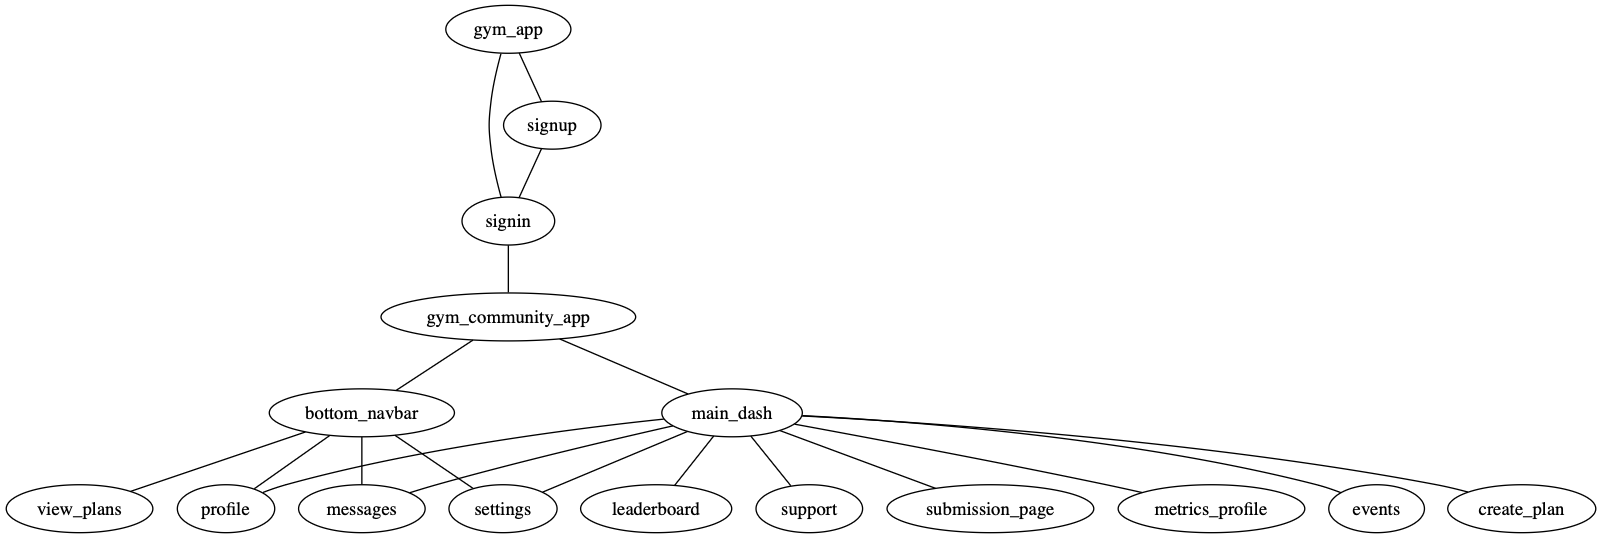 gym_app
signup
signin
gym_community_app
bottom_navbar
main_dash
view_plans
profile
messages
settings
leaderboard
support
submission_page
metrics_profile
events
create_plan